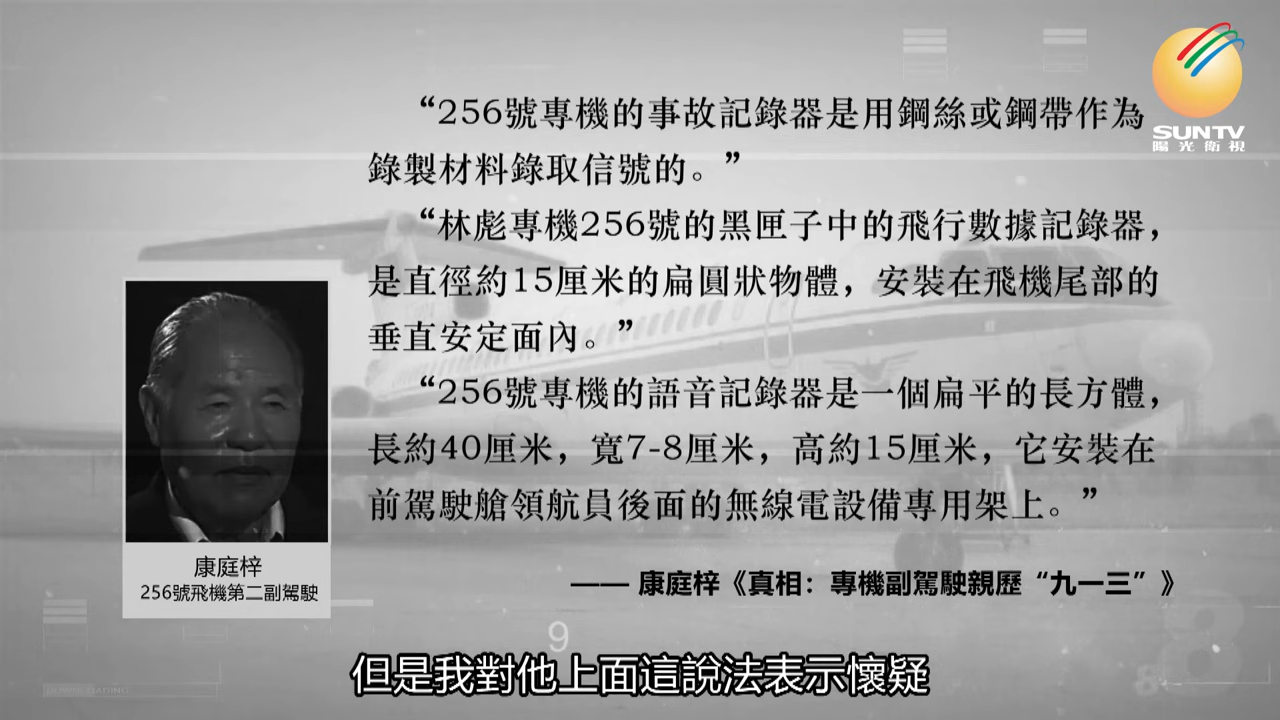 “256號專機的事故記錄器是用鋼絲或鋼帶作為
錄製材料錄取信號的。”
“林彪專機256號的黑匣子中的飛行數據記錄器，
是直徑約15厘米的扁圓狀物體，安裝在飛機尾部的
垂直安定面內。”
“256號專機的語音記錄器是一個扁平的長方體，
長約40厘米，寬7-8厘米，高約15厘米，它安裝在
前駕駛艙領航員後面的無線電設備專用架上。”
—— 康庭梓《真相：專機副駕駛親歷“九一三”》
SUNTV
陽光衛視
康庭梓
256號飛機第二副駕駛
9
8
8
DOWNLOADING
但是我對他上面這說法表示懷疑